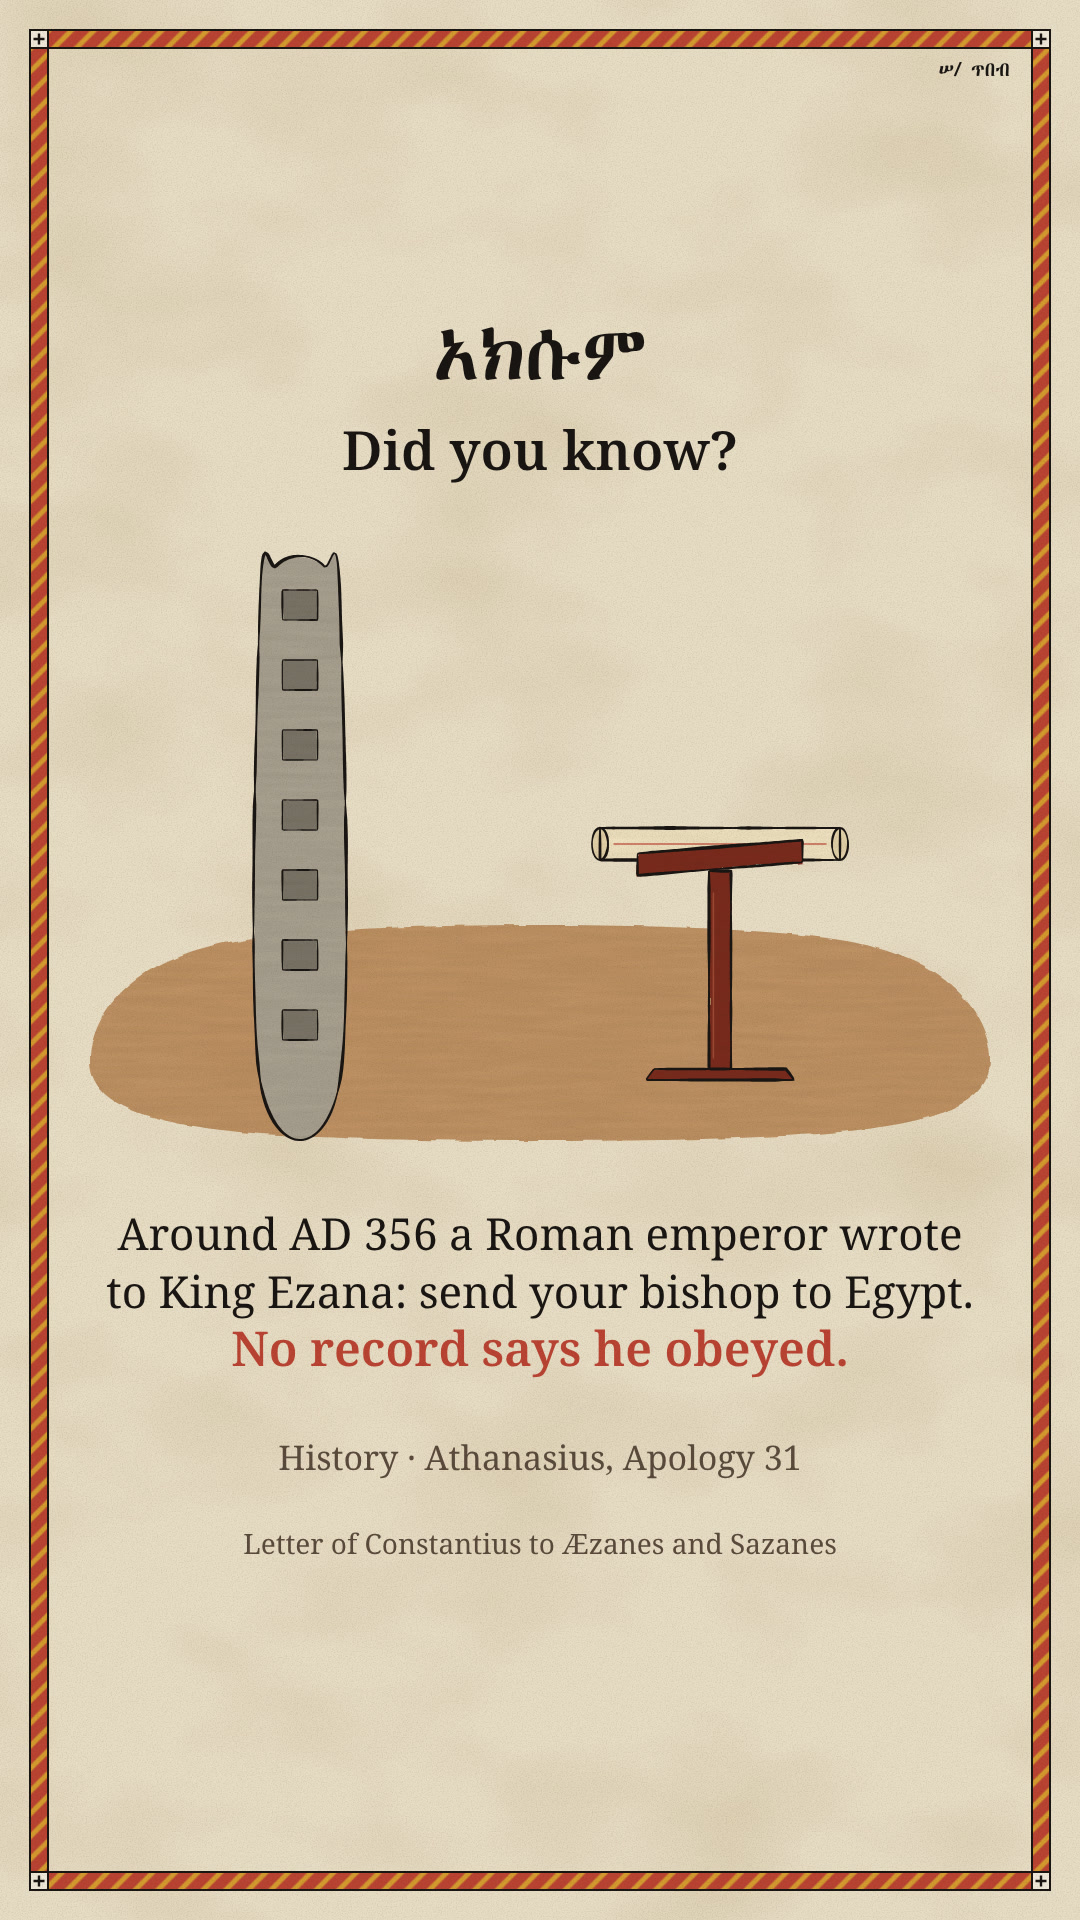 ሠ/ ጥበብ
አክሱም
Did you know?
Around AD 356 a Roman emperor wrote
to King Ezana: send your bishop to Egypt.
No record says he obeyed.
History · Athanasius, Apology 31
Letter of Constantius to Æzanes and Sazanes